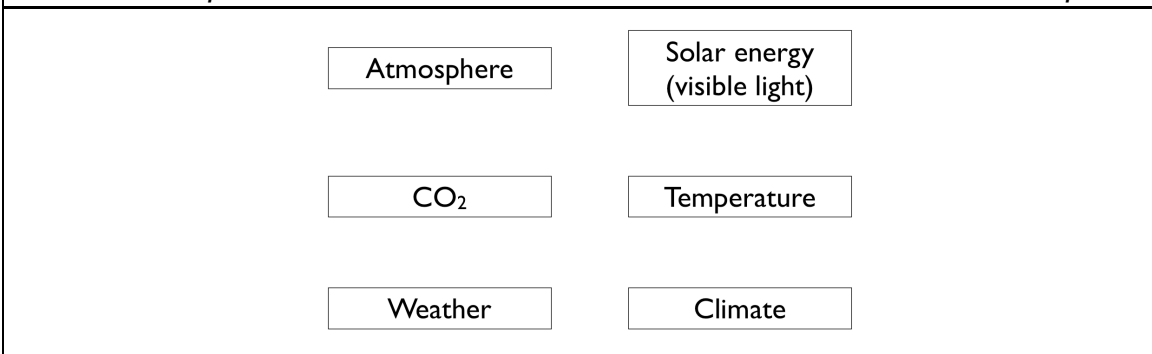 Atmosphere
Solar energy
(visible light)
CO₂
Temperature
Weather
Climate